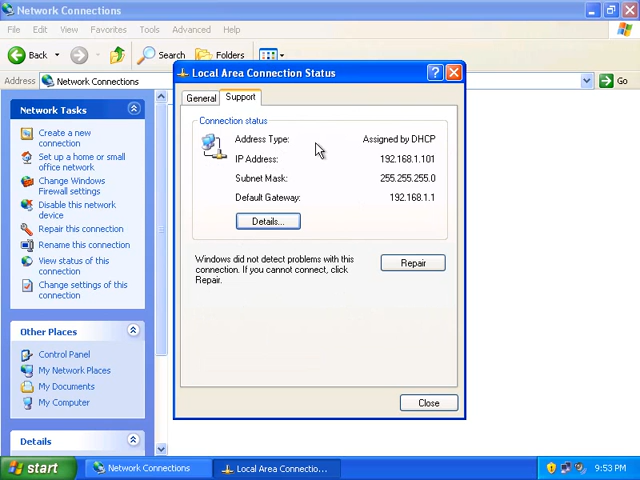 Network Connections
File Edit View Favorites Tools Advanced Help
Back Search Folders
Address Network Connections Go
Network Tasks
Create a new
connection
Set up a home or small
office network
Change Windows
Firewall settings
Disable this network
device
Repair this connection
Rename this connection
View status of this
connection
Change settings of this
connection
Other Places
Control Panel
My Network Places
My Documents
My Computer
Details
Local Area Connection Status
General Support
Connection status
Address Type: Assigned by DHCP
IP Address: 192.168.1.101
Subnet Mask: 255.255.255.0
Default Gateway: 192.168.1.1
Details...
Windows did not detect problems with this
connection. If you cannot connect, click
Repair.
Repair
Close
start Network Connections Local Area Connectio... 9:53 PM